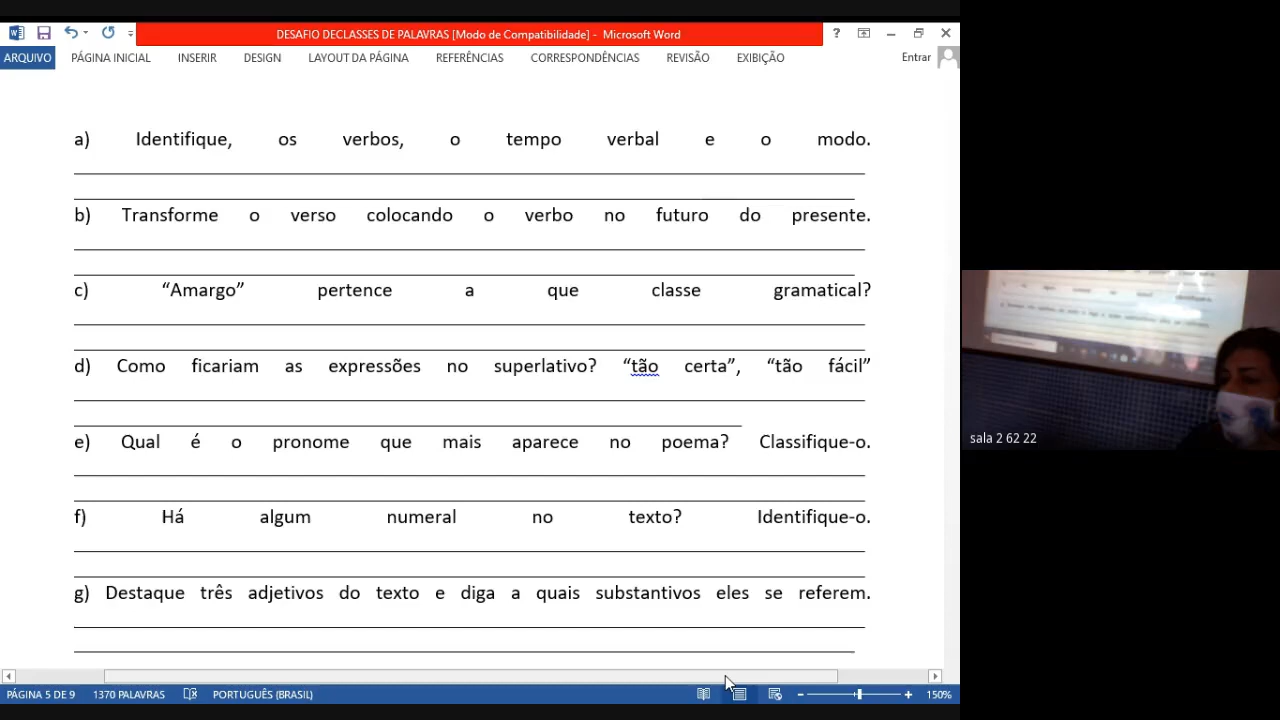 DESAFIO DECLASSES DE PALAVRAS [Modo de Compatibilidade] - Microsoft Word
?
ARQUIVO PÁGINA INICIAL INSERIR DESIGN LAYOUT DA PÁGINA REFERÊNCIAS CORRESPONDÊNCIAS REVISÃO EXIBIÇÃO Entrar
a) Identifique, os verbos, o tempo verbal e o modo.
b) Transforme o verso colocando o verbo no futuro do presente.
c) “Amargo” pertence a que classe gramatical?
d) Como ficariam as expressões no superlativo? “tão certa”, “tão fácil”
e) Qual é o pronome que mais aparece no poema? Classifique-o.
f) Há algum numeral no texto? Identifique-o.
g) Destaque três adjetivos do texto e diga a quais substantivos eles se referem.
PÁGINA 5 DE 9 1370 PALAVRAS PORTUGUÊS (BRASIL) 150%
sala 2 62 22